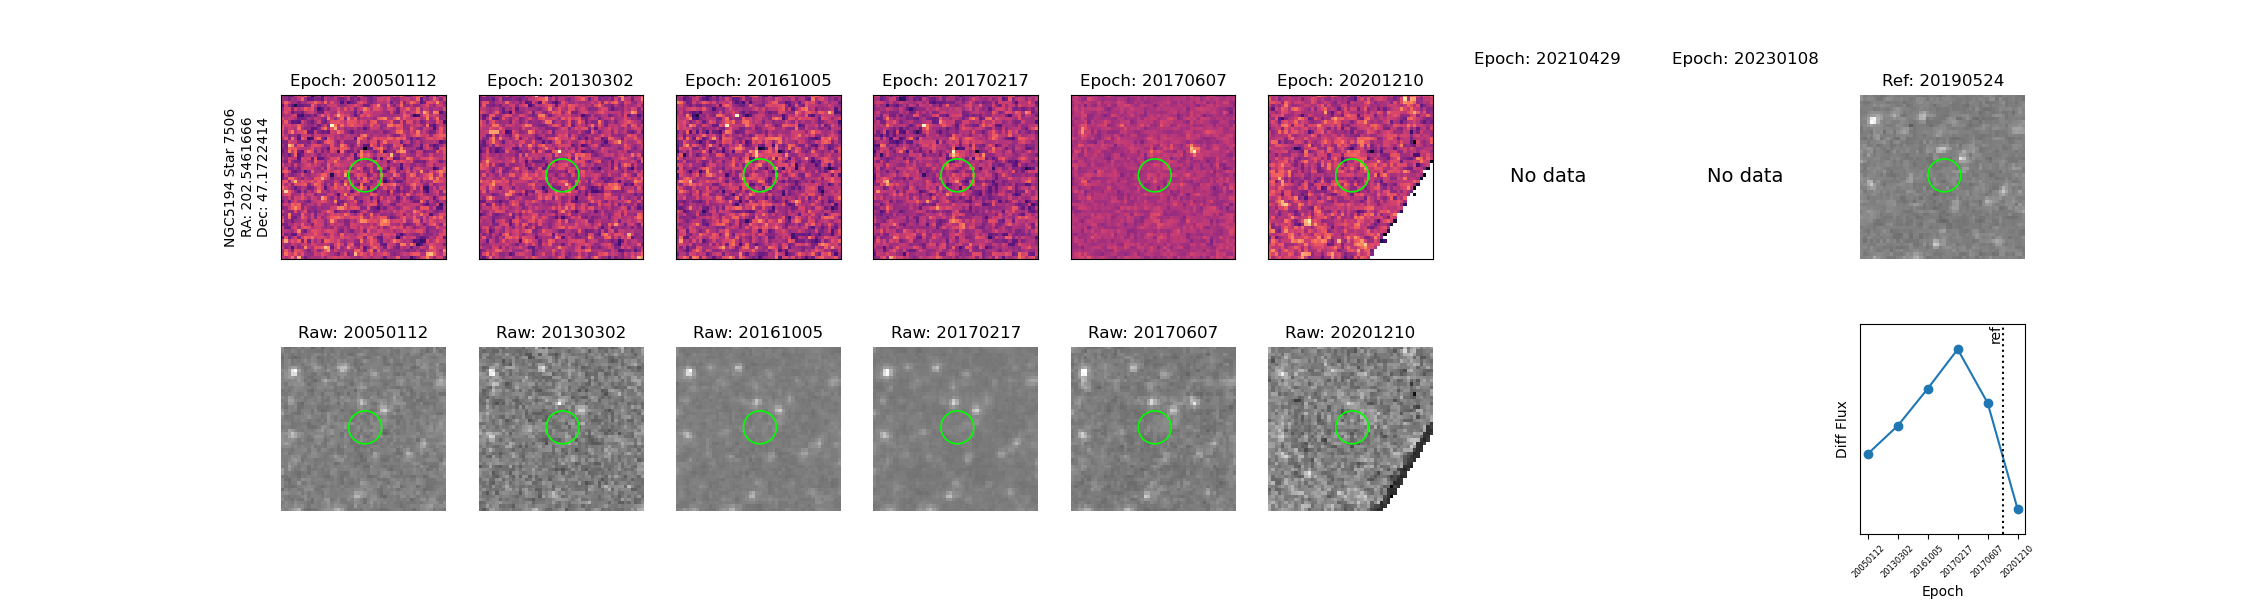 NGC5194 Star 7506
RA: 202.5461666
Dec: 47.1722414
Epoch: 20050112
Epoch: 20130302
Epoch: 20161005
Epoch: 20170217
Epoch: 20170607
Epoch: 20201210
Epoch: 20210429
Epoch: 20230108
Ref: 20190524
No data
No data
Raw: 20050112
Raw: 20130302
Raw: 20161005
Raw: 20170217
Raw: 20170607
Raw: 20201210
ref
Diff Flux
20050112
20130302
20161005
20170217
20170607
20201210
Epoch